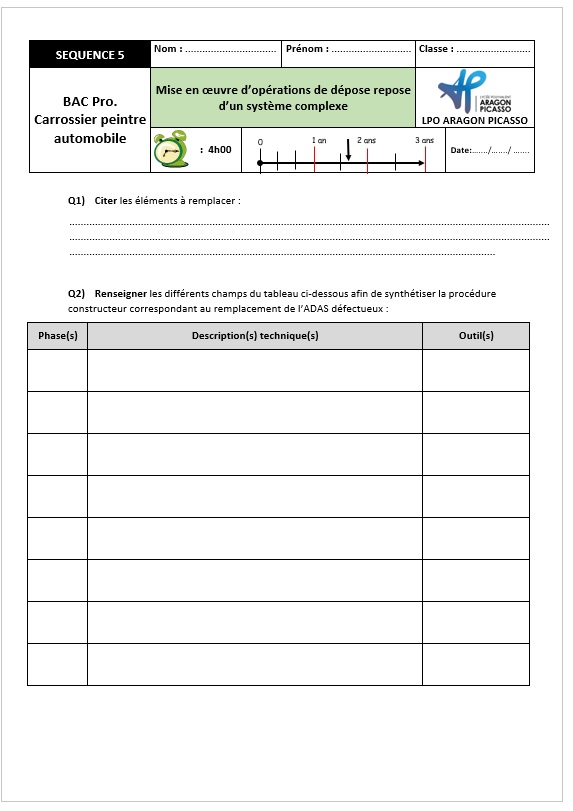 SEQUENCE 5
Nom : ................................
Prénom : ............................
Classe : ..........................
BAC Pro.
Carrossier peintre
automobile
Mise en œuvre d’opérations de dépose repose
d’un système complexe
LYCÉE POLYVALENT
ARAGON
PICASSO
LPO ARAGON PICASSO
: 4h00
0 1 an 2 ans 3 ans
Date:....../......./ .......
Q1) Citer les éléments à remplacer :
Q2) Renseigner les différents champs du tableau ci-dessous afin de synthétiser la procédure
constructeur correspondant au remplacement de l’ADAS défectueux :
Phase(s) Description(s) technique(s) Outil(s)